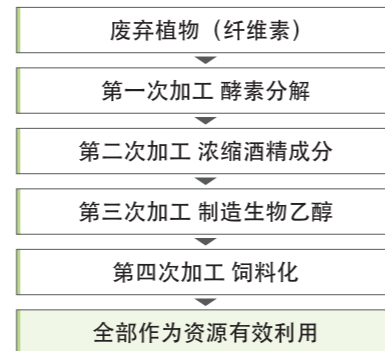 废弃植物（纤维素）
第一次加工 酵素分解
第二次加工 浓缩酒精成分
第三次加工 制造生物乙醇
第四次加工 饲料化
全部作为资源有效利用